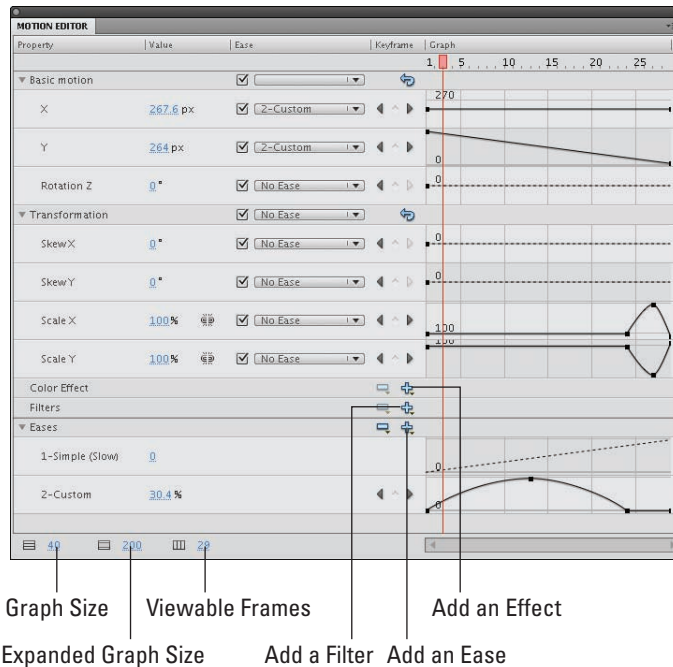 MOTION EDITOR
Property Value Ease Keyframe Graph
1 5 10 15 20 25
Basic motion
270
X 267.6 px 2-Custom
Y 264 px 2-Custom
0
Rotation Z 0° No Ease 0
Transformation No Ease
Skew X 0° No Ease 0
Skew Y 0° No Ease 0
Scale X 100% No Ease 100
100
Scale Y 100% No Ease
Color Effect
Filters
Eases
1-Simple (Slow) 0 0
2-Custom 30.4 % 0
40 200 29
Graph Size Viewable Frames Add an Effect
Expanded Graph Size Add a Filter Add an Ease